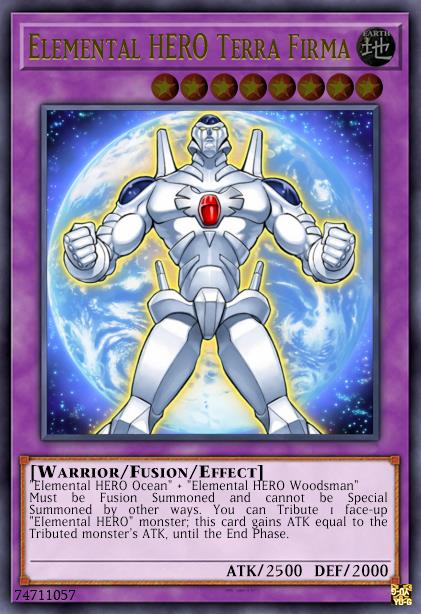 Elemental HERO Terra Firma
EARTH
地
[Warrior/Fusion/Effect]
"Elemental HERO Ocean" + "Elemental HERO Woodsman"
Must be Fusion Summoned and cannot be Special
Summoned by other ways. You can Tribute 1 face-up
"Elemental HERO" monster; this card gains ATK equal to the
Tributed monster's ATK, until the End Phase.
ATK/2500 DEF/2000
74711057